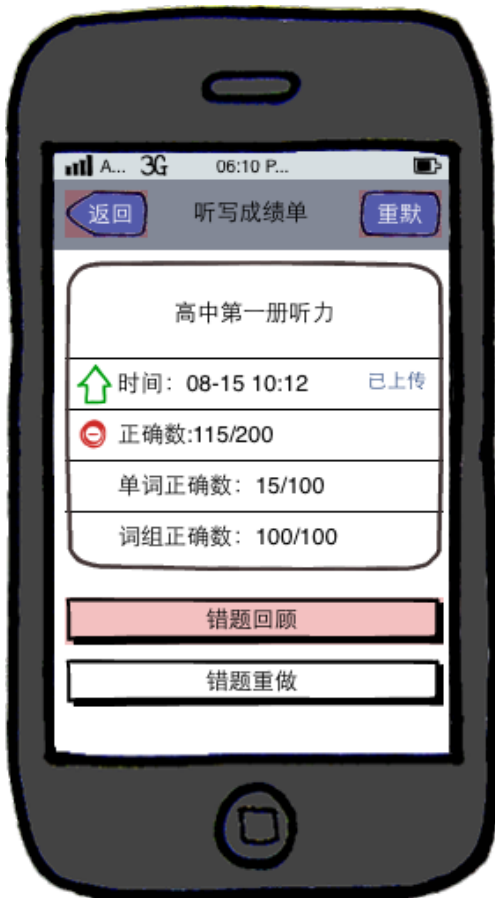 A... 3G 06:10 P...
返回 听写成绩单 重默
高中第一册听力
时间：08-15 10:12 已上传
正确数:115/200
单词正确数：15/100
词组正确数：100/100
错题回顾
错题重做